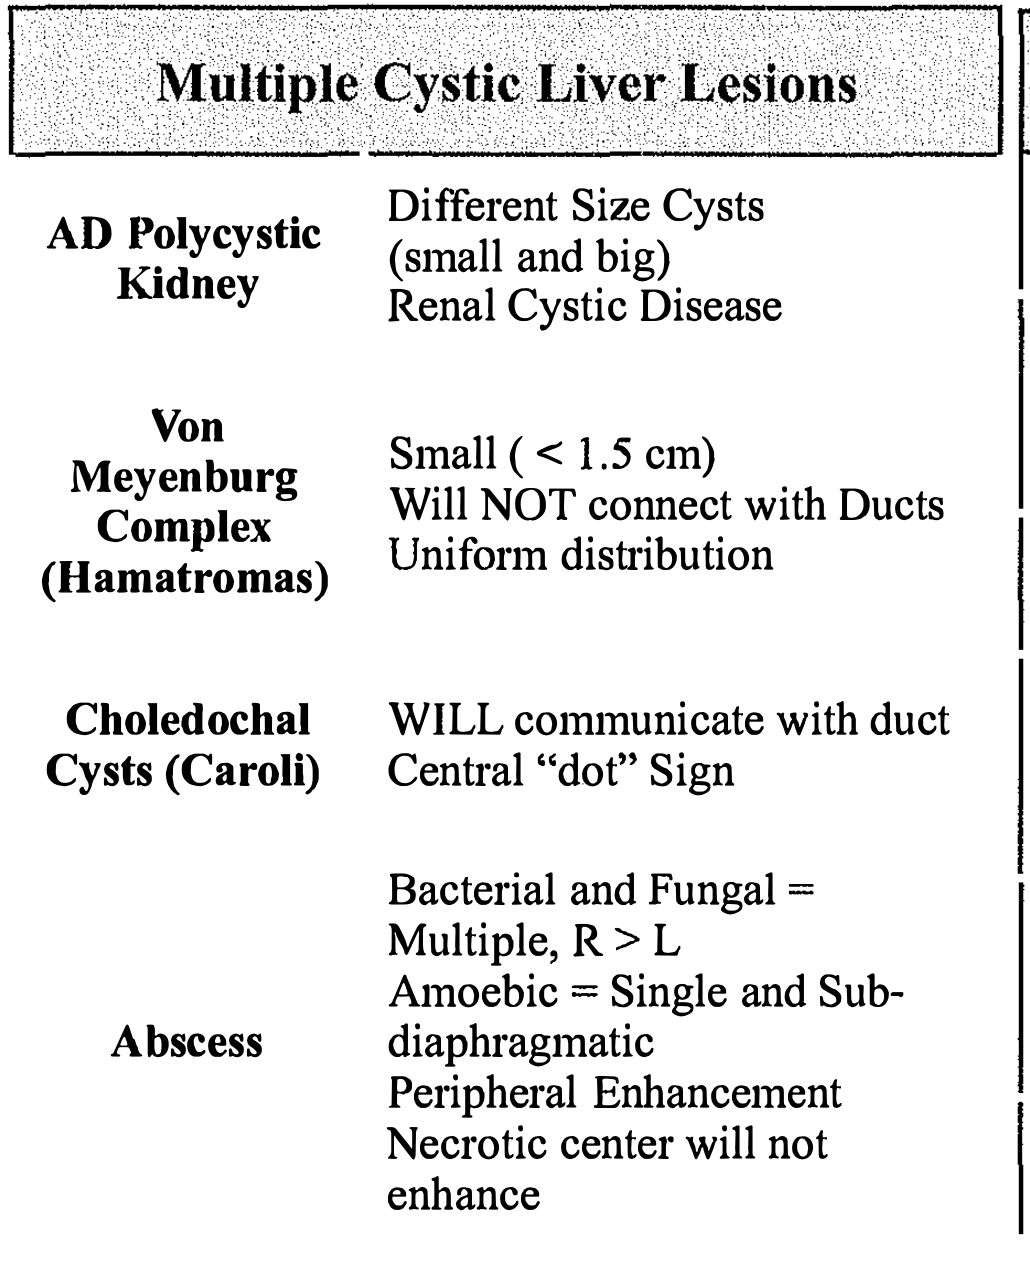 Multiple Cystic Liver Lesions
AD Polycystic
Kidney
Different Size Cysts
(small and big)
Renal Cystic Disease
Von
Meyenburg
Complex
(Hamatromas)
Small ( < 1.5 cm)
Will NOT connect with Ducts
Uniform distribution
Choledochal
Cysts (Caroli)
WILL communicate with duct
Central “dot” Sign
Abscess
Bacterial and Fungal =
Multiple, R > L
Amoebic = Single and Sub-
diaphragmatic
Peripheral Enhancement
Necrotic center will not
enhance